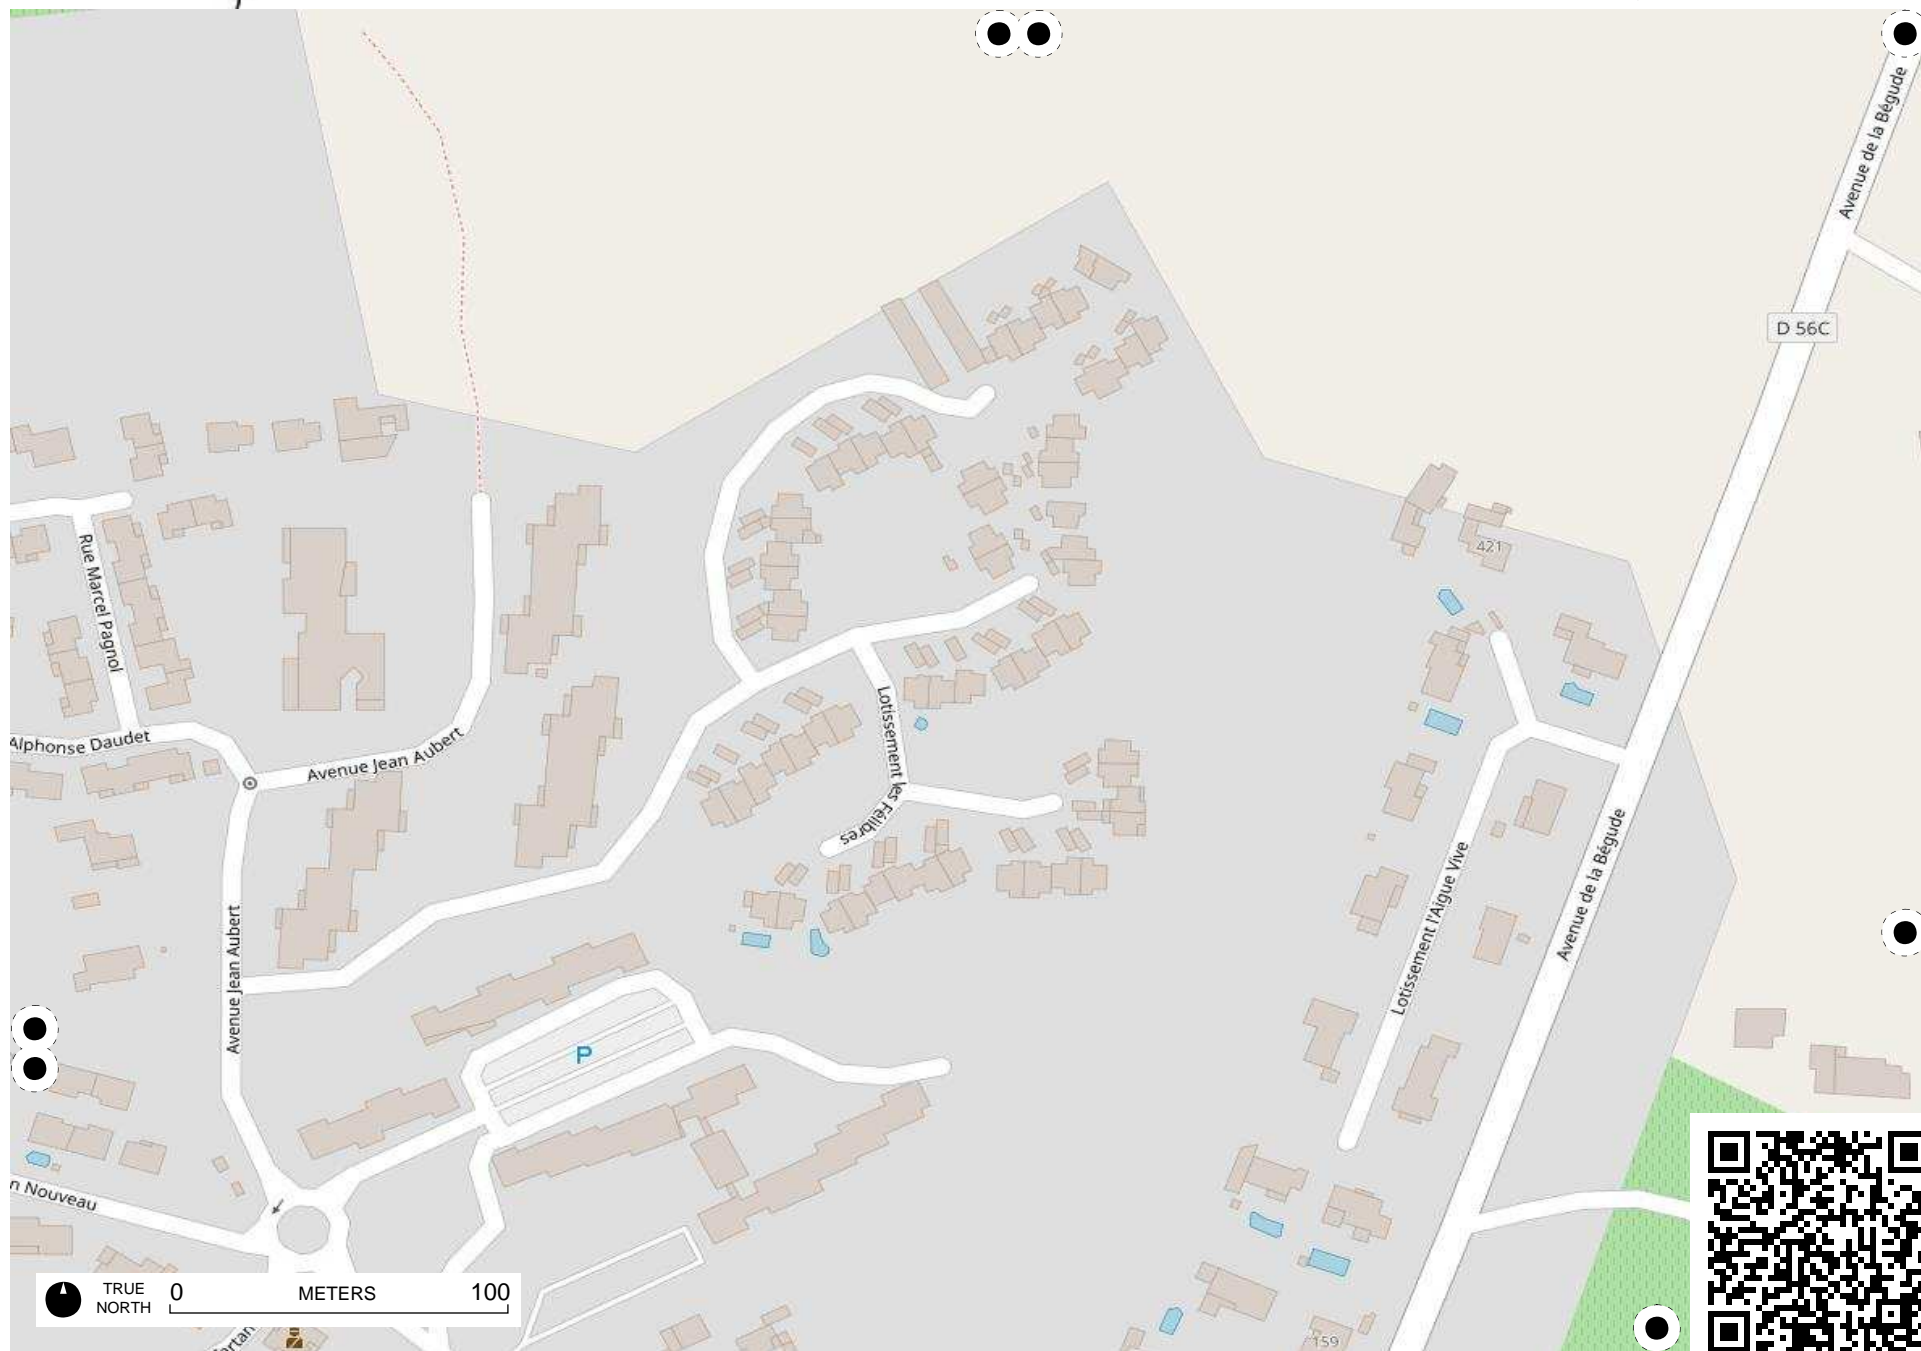 Avenue de la Bégude
D 56C
421
Rue Marcel Pagnol
Alphonse Daudet
Avenue Jean Aubert
Lotissement les Félibres
Avenue Jean Aubert
Lotissement l'Aigue Vive
Avenue de la Bégude
P
n Nouveau
TRUE NORTH
0 METERS 100
159